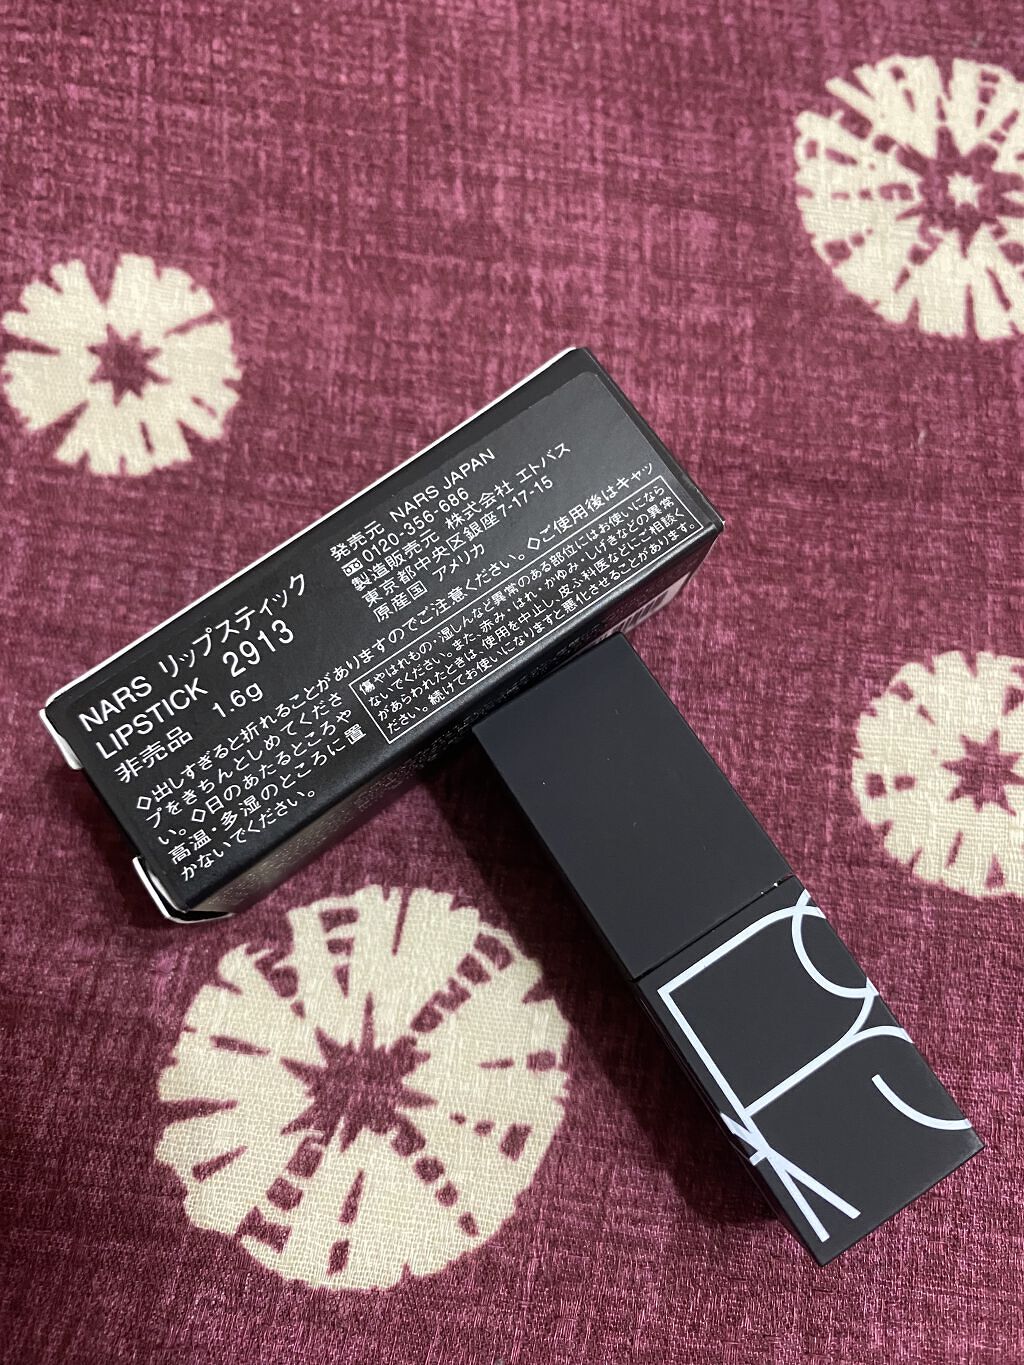 NARS リップスティック
LIPSTICK 2913
非売品 1.6g
発売元 NARS JAPAN
0120-356-686
製造販売元 株式会社 エトバス
東京都中央区銀座7-17-15
原産国 アメリカ
◇出しすぎると折れることがありますのでご注意ください。◇ご使用後はキャッ
プをきちんとしめてくださ
い。◇日のあたるところや
高温・多湿のところに置
かないでください。
傷やはれもの・湿しんなど異常のある部位にはお使いになら
ないでください。また、赤み・はれ・かゆみ・しげきなどの異常
があらわれたときは、使用を中止し、皮ふ科医などにご相談く
ださい。続けてお使いになりますと悪化させることがあります。
NARS